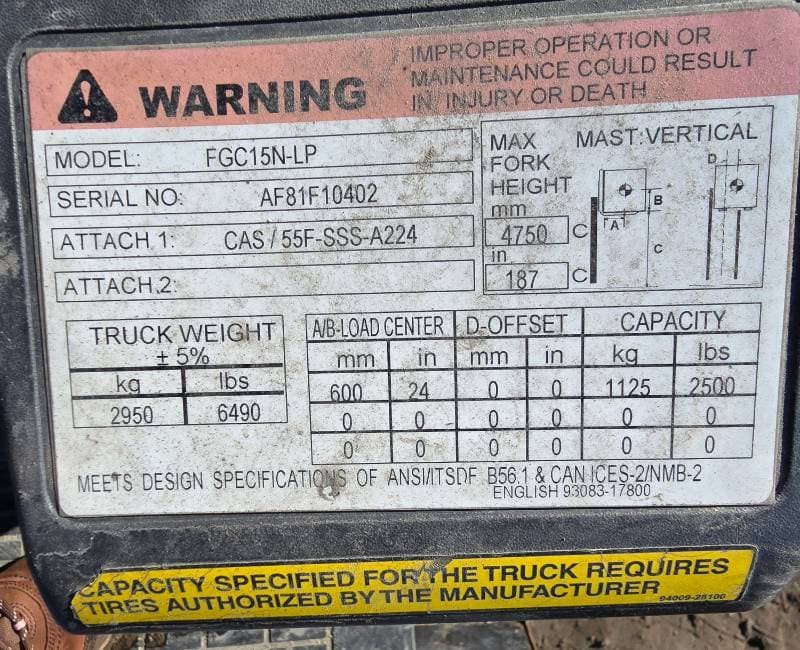 WARNING
IMPROPER OPERATION OR
MAINTENANCE COULD RESULT
IN INJURY OR DEATH
MODEL: FGC15N-LP
SERIAL NO: AF81F10402
ATTACH.1: CAS / 55F-SSS-A224
ATTACH.2:
MAX
FORK
HEIGHT
mm
4750 C
in
187 C
MAST:VERTICAL
D
B
A
C
TRUCK WEIGHT
± 5%
kg lbs
2950 6490
A/B-LOAD CENTER D-OFFSET CAPACITY
mm in mm in kg lbs
600 24 0 0 1125 2500
0 0 0 0 0 0
0 0 0 0 0 0
MEETS DESIGN SPECIFICATIONS OF ANSI/ITSDF B56.1 & CAN ICES-2/NMB-2
ENGLISH 93083-17800
CAPACITY SPECIFIED FOR THE TRUCK REQUIRES
TIRES AUTHORIZED BY THE MANUFACTURER
94009-28100